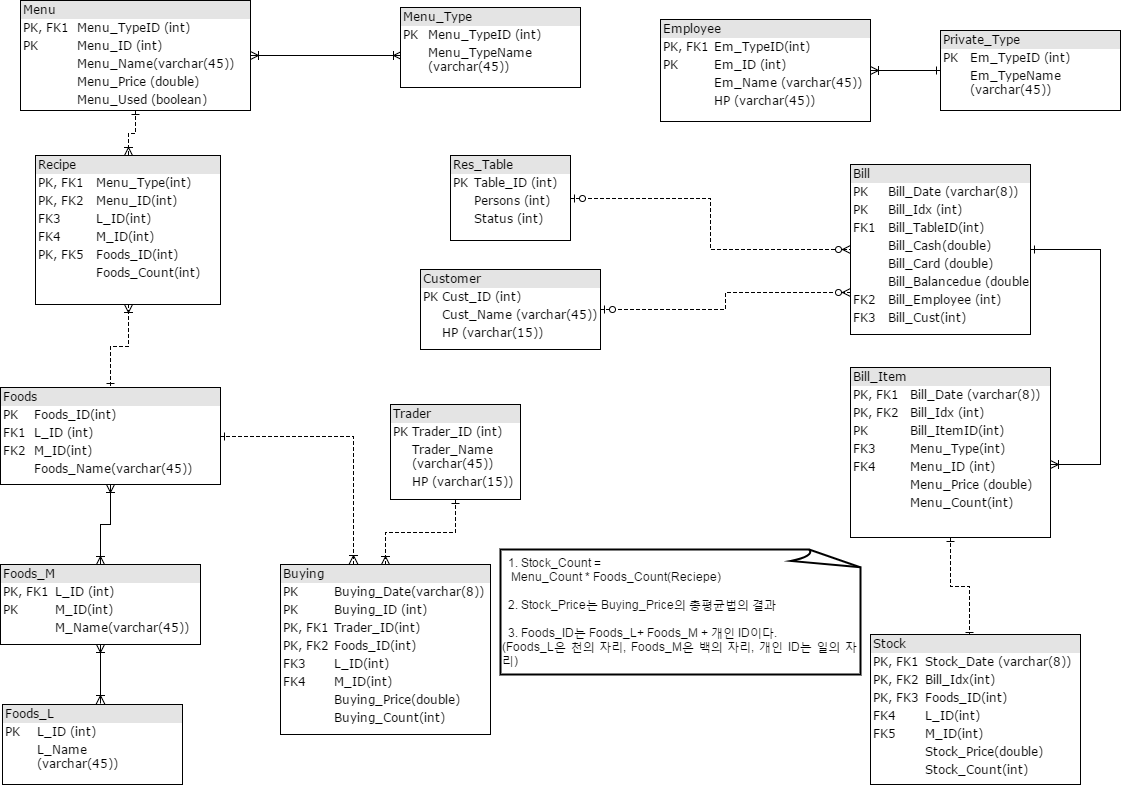 Menu
PK, FK1 Menu_TypeID (int)
PK Menu_ID (int)
Menu_Name(varchar(45))
Menu_Price (double)
Menu_Used (boolean)
Menu_Type
PK Menu_TypeID (int)
Menu_TypeName
(varchar(45))
Employee
PK, FK1 Em_TypeID(int)
PK Em_ID (int)
Em_Name (varchar(45))
HP (varchar(45))
Private_Type
PK Em_TypeID (int)
Em_TypeName
(varchar(45))
Recipe
PK, FK1 Menu_Type(int)
PK, FK2 Menu_ID(int)
FK3 L_ID(int)
FK4 M_ID(int)
PK, FK5 Foods_ID(int)
Foods_Count(int)
Res_Table
PK Table_ID (int)
Persons (int)
Status (int)
Bill
PK Bill_Date (varchar(8))
PK Bill_Idx (int)
FK1 Bill_TableID(int)
Bill_Cash(double)
Bill_Card (double)
Bill_Balancedue (double
FK2 Bill_Employee (int)
FK3 Bill_Cust(int)
Customer
PK Cust_ID (int)
Cust_Name (varchar(45))
HP (varchar(15))
Bill_Item
PK, FK1 Bill_Date (varchar(8))
PK, FK2 Bill_Idx (int)
PK Bill_ItemID(int)
FK3 Menu_Type(int)
FK4 Menu_ID (int)
Menu_Price (double)
Menu_Count(int)
Foods
PK Foods_ID(int)
FK1 L_ID (int)
FK2 M_ID(int)
Foods_Name(varchar(45))
Trader
PK Trader_ID (int)
Trader_Name
(varchar(45))
HP (varchar(15))
Foods_M
PK, FK1 L_ID (int)
PK M_ID(int)
M_Name(varchar(45))
Buying
PK Buying_Date(varchar(8))
PK Buying_ID (int)
PK, FK1 Trader_ID(int)
PK, FK2 Foods_ID(int)
FK3 L_ID(int)
FK4 M_ID(int)
Buying_Price(double)
Buying_Count(int)
1. Stock_Count =
Menu_Count * Foods_Count(Reciepe)
2. Stock_Price는 Buying_Price의 총평균법의 결과
3. Foods_ID는 Foods_L+ Foods_M + 개인 ID이다.
(Foods_L은 천의 자리, Foods_M은 백의 자리, 개인 ID는 일의 자
리)
Stock
PK, FK1 Stock_Date (varchar(8))
PK, FK2 Bill_Idx(int)
PK, FK3 Foods_ID(int)
FK4 L_ID(int)
FK5 M_ID(int)
Stock_Price(double)
Stock_Count(int)
Foods_L
PK L_ID (int)
L_Name
(varchar(45))